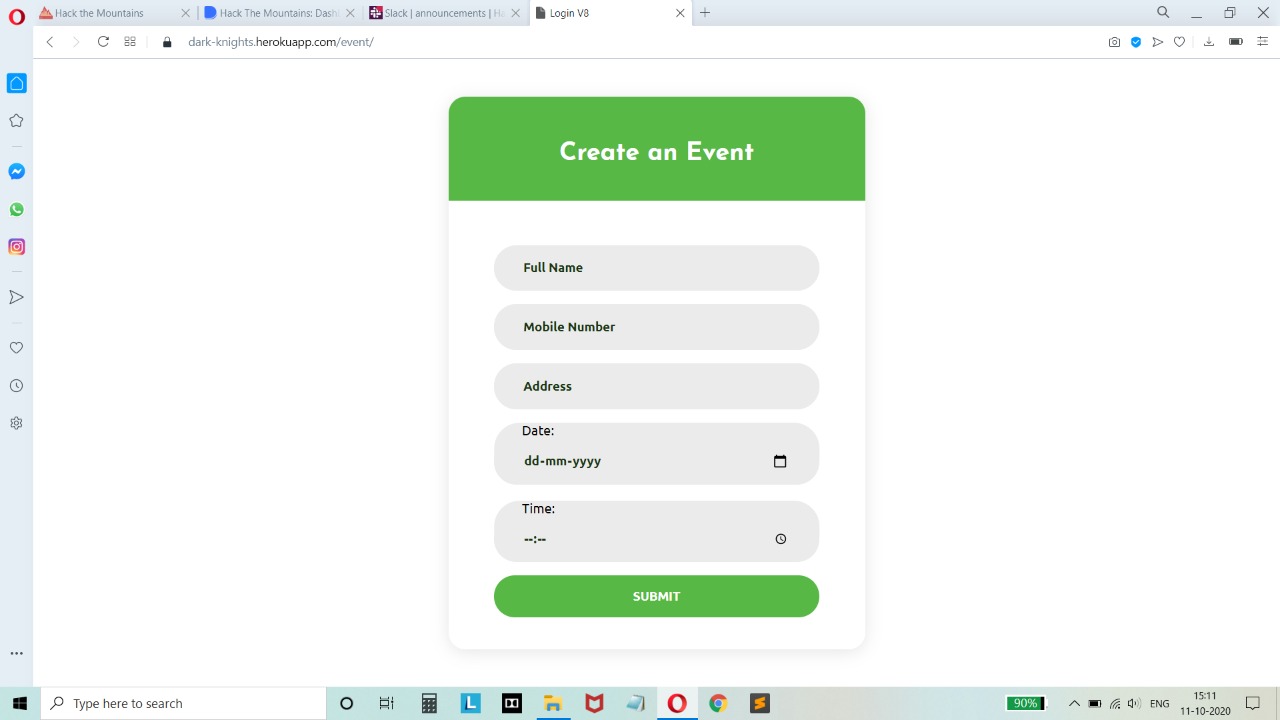 Hack the Mountains
Hack The Mountains: Dash
Slack | announcements | Ha
Login V8
dark-knights.herokuapp.com/event/
Create an Event
Full Name
Mobile Number
Address
Date:
dd-mm-yyyy
Time:
--:--
SUBMIT
Type here to search
L
90%
ENG
15:11
11-10-2020